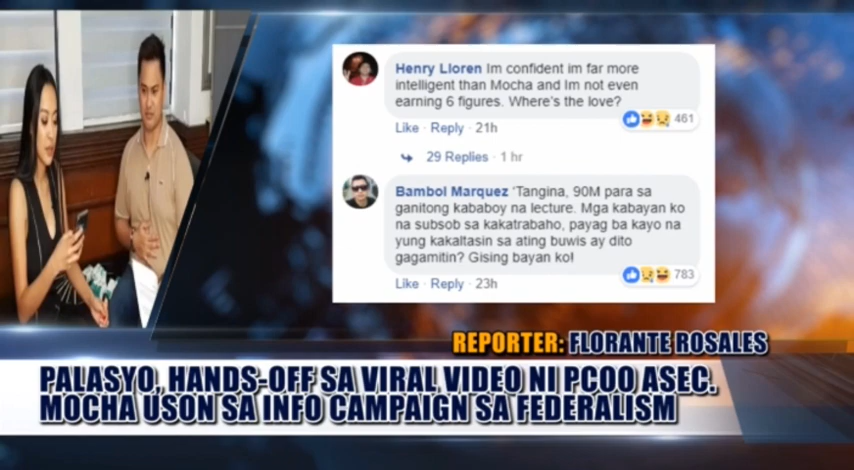 Henry Lloren Im confident im far more
intelligent than Mocha and Im not even
earning 6 figures. Where's the love?
461
Like · Reply · 21h
29 Replies · 1 hr
Bambol Marquez 'Tangina, 90M para sa
ganitong kababoy na lecture. Mga kabayan ko
na subsob sa kakatrabaho, payag ba kayo na
yung kakaltasin sa ating buwis ay dito
gagamitin? Gising bayan ko!
783
Like · Reply · 23h
REPORTER: FLORANTE ROSALES
PALASYO, HANDS-OFF SA VIRAL VIDEO NI PCOO ASEC.
MOCHA USON SA INFO CAMPAIGN SA FEDERALISM